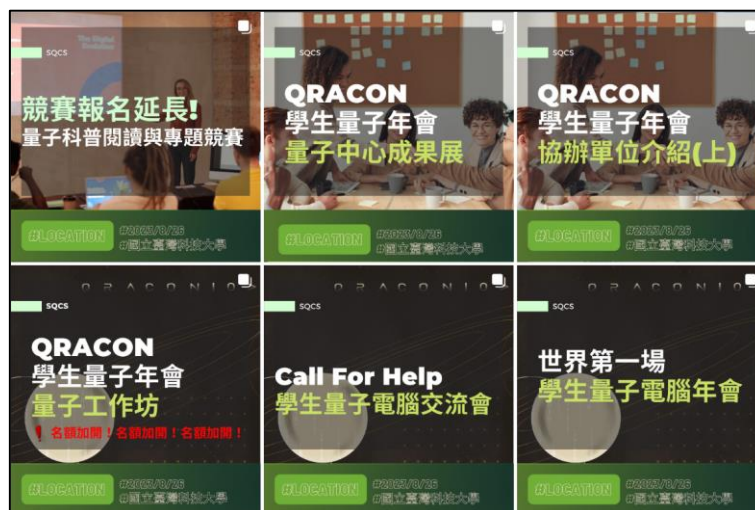 The Digital
SQCS
競賽報名延長!
量子科普閱讀與專題競賽
#LOCATION
#2023/8/26
#國立臺灣科技大學
SQCS
QRACON
學生量子年會
量子中心成果展
#LOCATION
#2023/8/26
#國立臺灣科技大學
SQCS
QRACON
學生量子年會
協辦單位介紹(上)
#LOCATION
#2023/8/26
#國立臺灣科技大學
QRACON
SQCS
QRACON
學生量子年會
量子工作坊
❗名額加開!名額加開!名額加開!
#LOCATION
#2023/8/26
#國立臺灣科技大學
QRACON
SQCS
Call For Help
學生量子電腦交流會
#LOCATION
#2023/8/26
#國立臺灣科技大學
QRACON
SQCS
世界第一場
學生量子電腦年會
#LOCATION
#2023/8/26
#國立臺灣科技大學